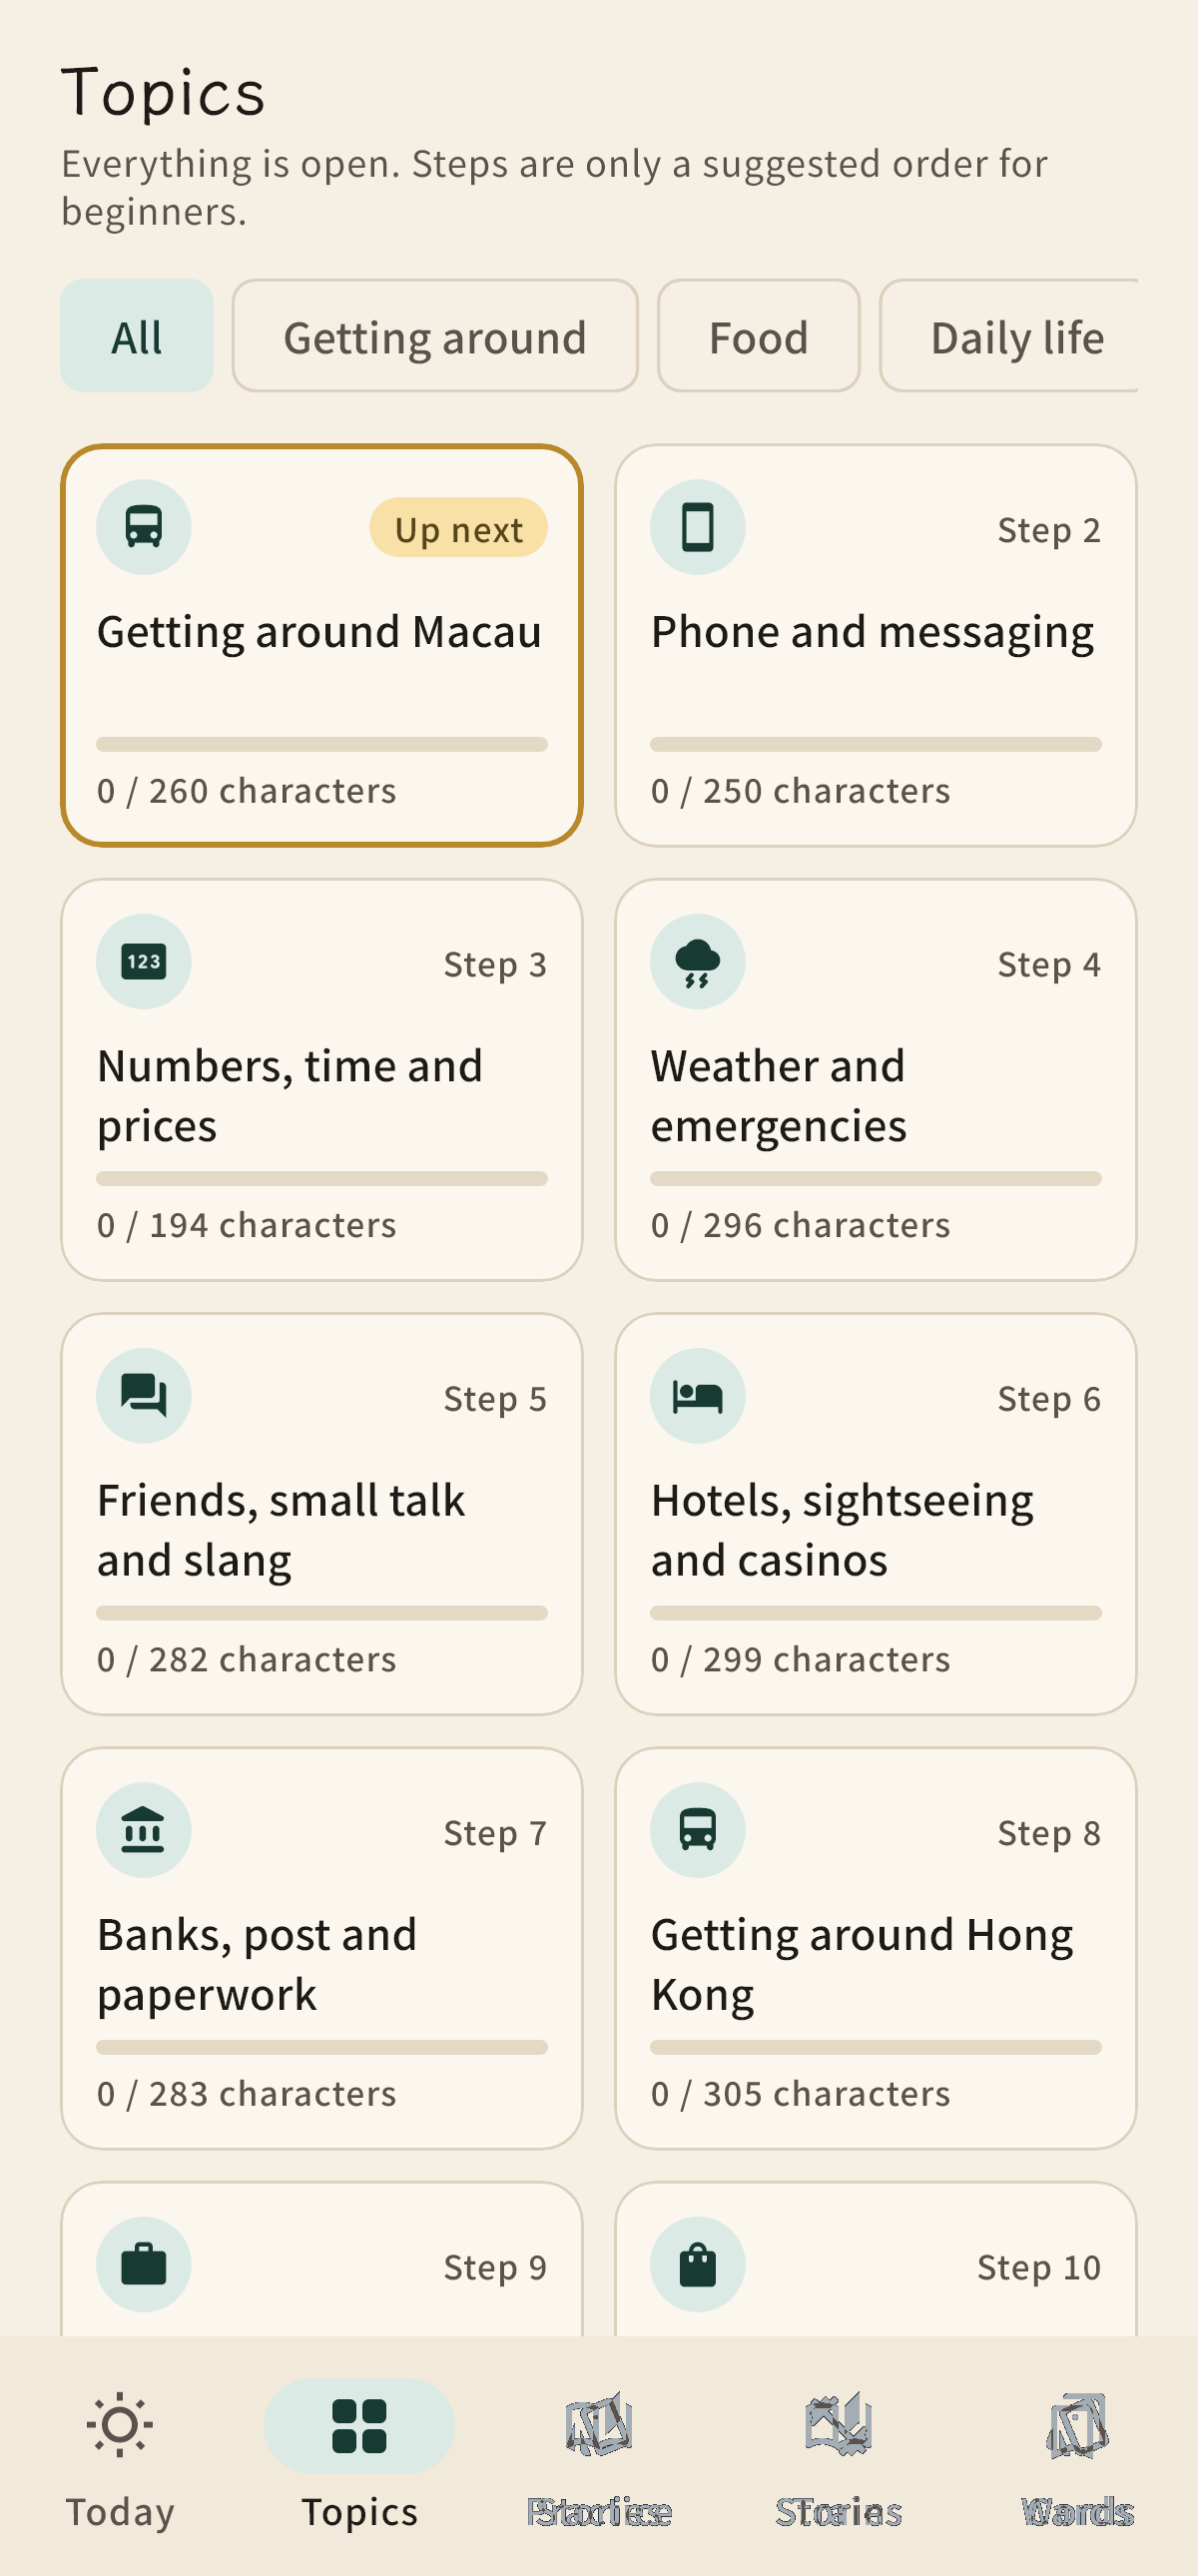 Topics
Everything is open. Steps are only a suggested order for
beginners.
All
Getting around
Food
Daily life
Up next
Getting around Macau
0 / 260 characters
Step 2
Phone and messaging
0 / 250 characters
123
Step 3
Numbers, time and
prices
0 / 194 characters
Step 4
Weather and
emergencies
0 / 296 characters
Step 5
Friends, small talk
and slang
0 / 282 characters
Step 6
Hotels, sightseeing
and casinos
0 / 299 characters
Step 7
Banks, post and
paperwork
0 / 283 characters
Step 8
Getting around Hong
Kong
0 / 305 characters
Step 9
Step 10
Today
Topics